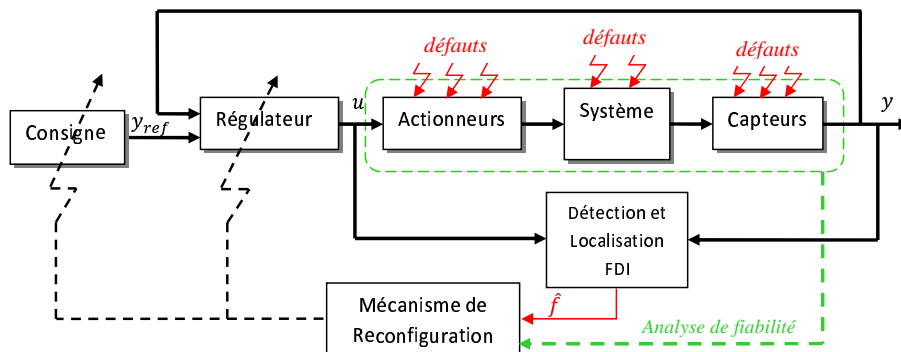 défauts
défauts
défauts
Consigne
y_ref
Régulateur
u
Actionneurs
Système
Capteurs
y
Détection et
Localisation
FDI
Mécanisme de
Reconfiguration
f̂
Analyse de fiabilité